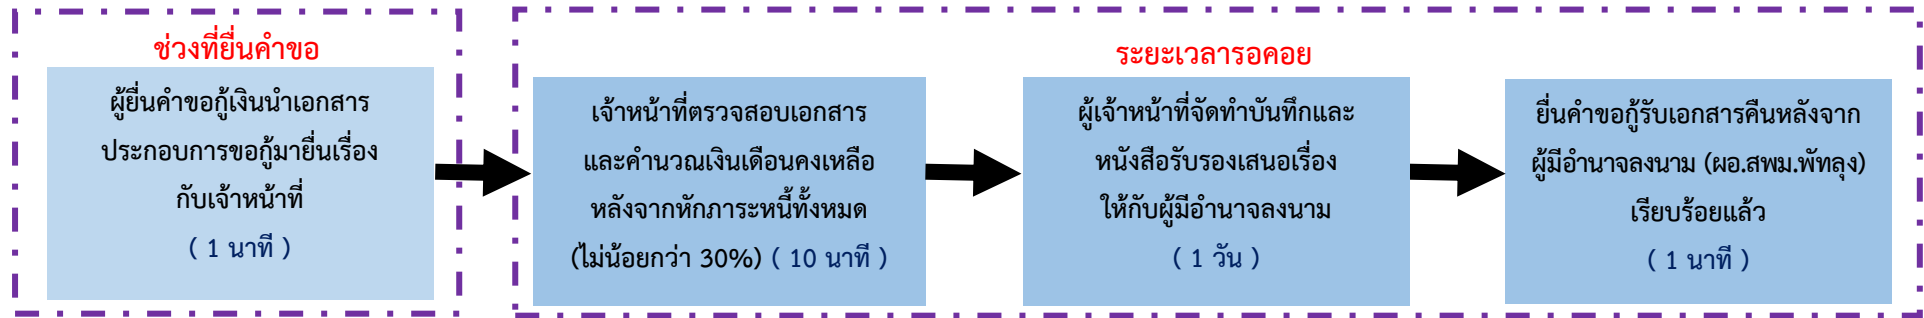 ช่วงที่ยื่นคำขอ
ผู้ยื่นคำขอกู้เงินนำเอกสาร
ประกอบการขอกู้มายื่นเรื่อง
กับเจ้าหน้าที่
( 1 นาที )
ระยะเวลารอคอย
เจ้าหน้าที่ตรวจสอบเอกสาร
และคำนวณเงินเดือนคงเหลือ
หลังจากหักภาระหนี้ทั้งหมด
(ไม่น้อยกว่า 30%) ( 10 นาที )
ผู้เจ้าหน้าที่จัดทำบันทึกและ
หนังสือรับรองเสนอเรื่อง
ให้กับผู้มีอำนาจลงนาม
( 1 วัน )
ยื่นคำขอกู้รับเอกสารคืนหลังจาก
ผู้มีอำนาจลงนาม (ผอ.สพม.พัทลุง)
เรียบร้อยแล้ว
( 1 นาที )